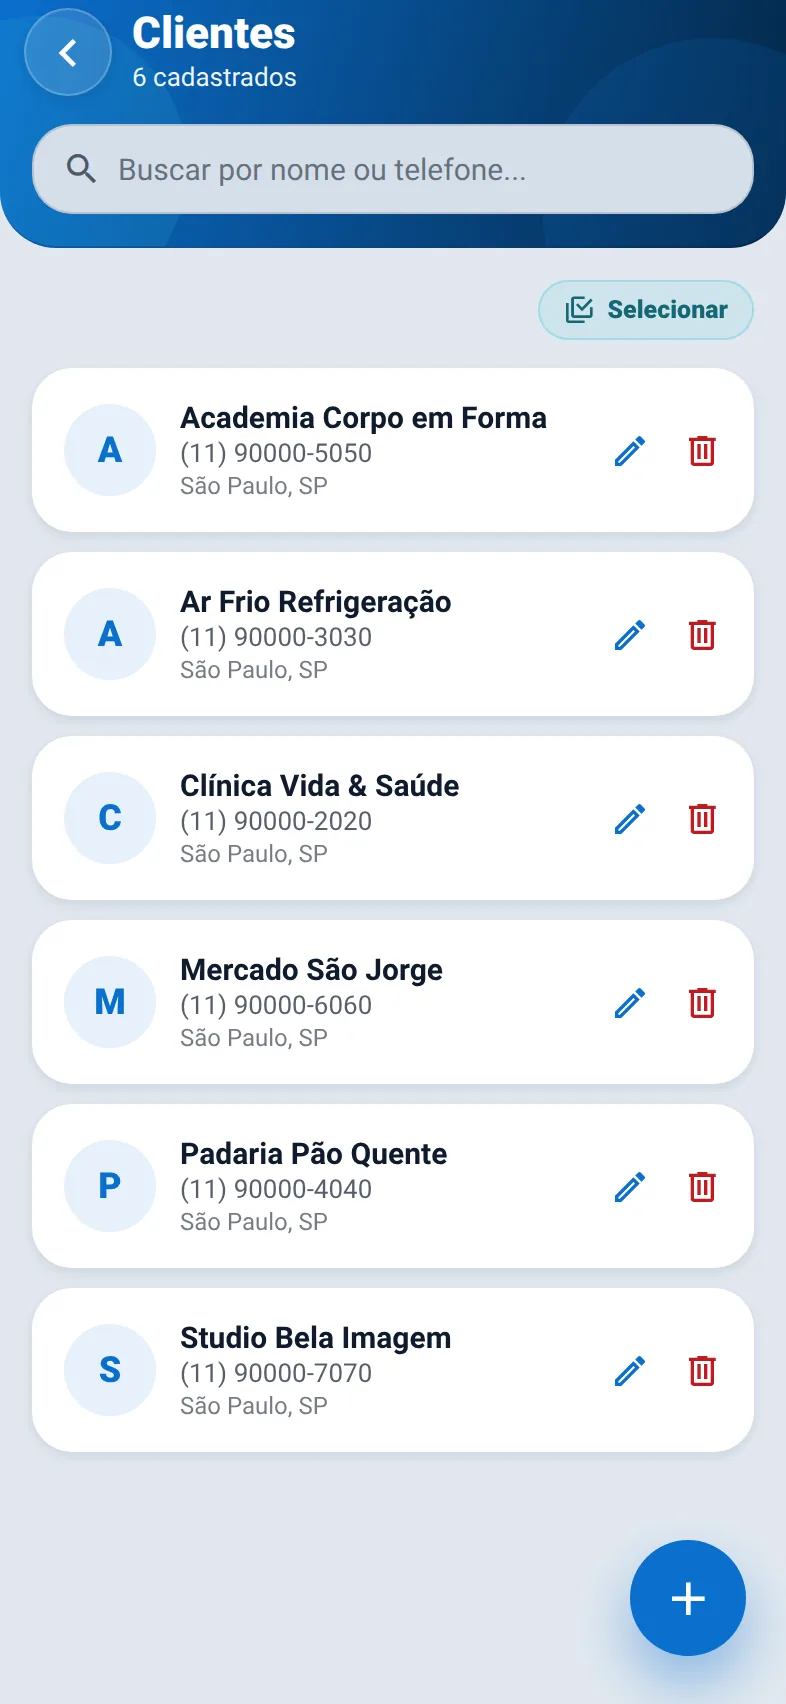 Clientes
6 cadastrados
Buscar por nome ou telefone...
Selecionar
A
Academia Corpo em Forma
(11) 90000-5050
São Paulo, SP
A
Ar Frio Refrigeração
(11) 90000-3030
São Paulo, SP
C
Clínica Vida & Saúde
(11) 90000-2020
São Paulo, SP
M
Mercado São Jorge
(11) 90000-6060
São Paulo, SP
P
Padaria Pão Quente
(11) 90000-4040
São Paulo, SP
S
Studio Bela Imagem
(11) 90000-7070
São Paulo, SP